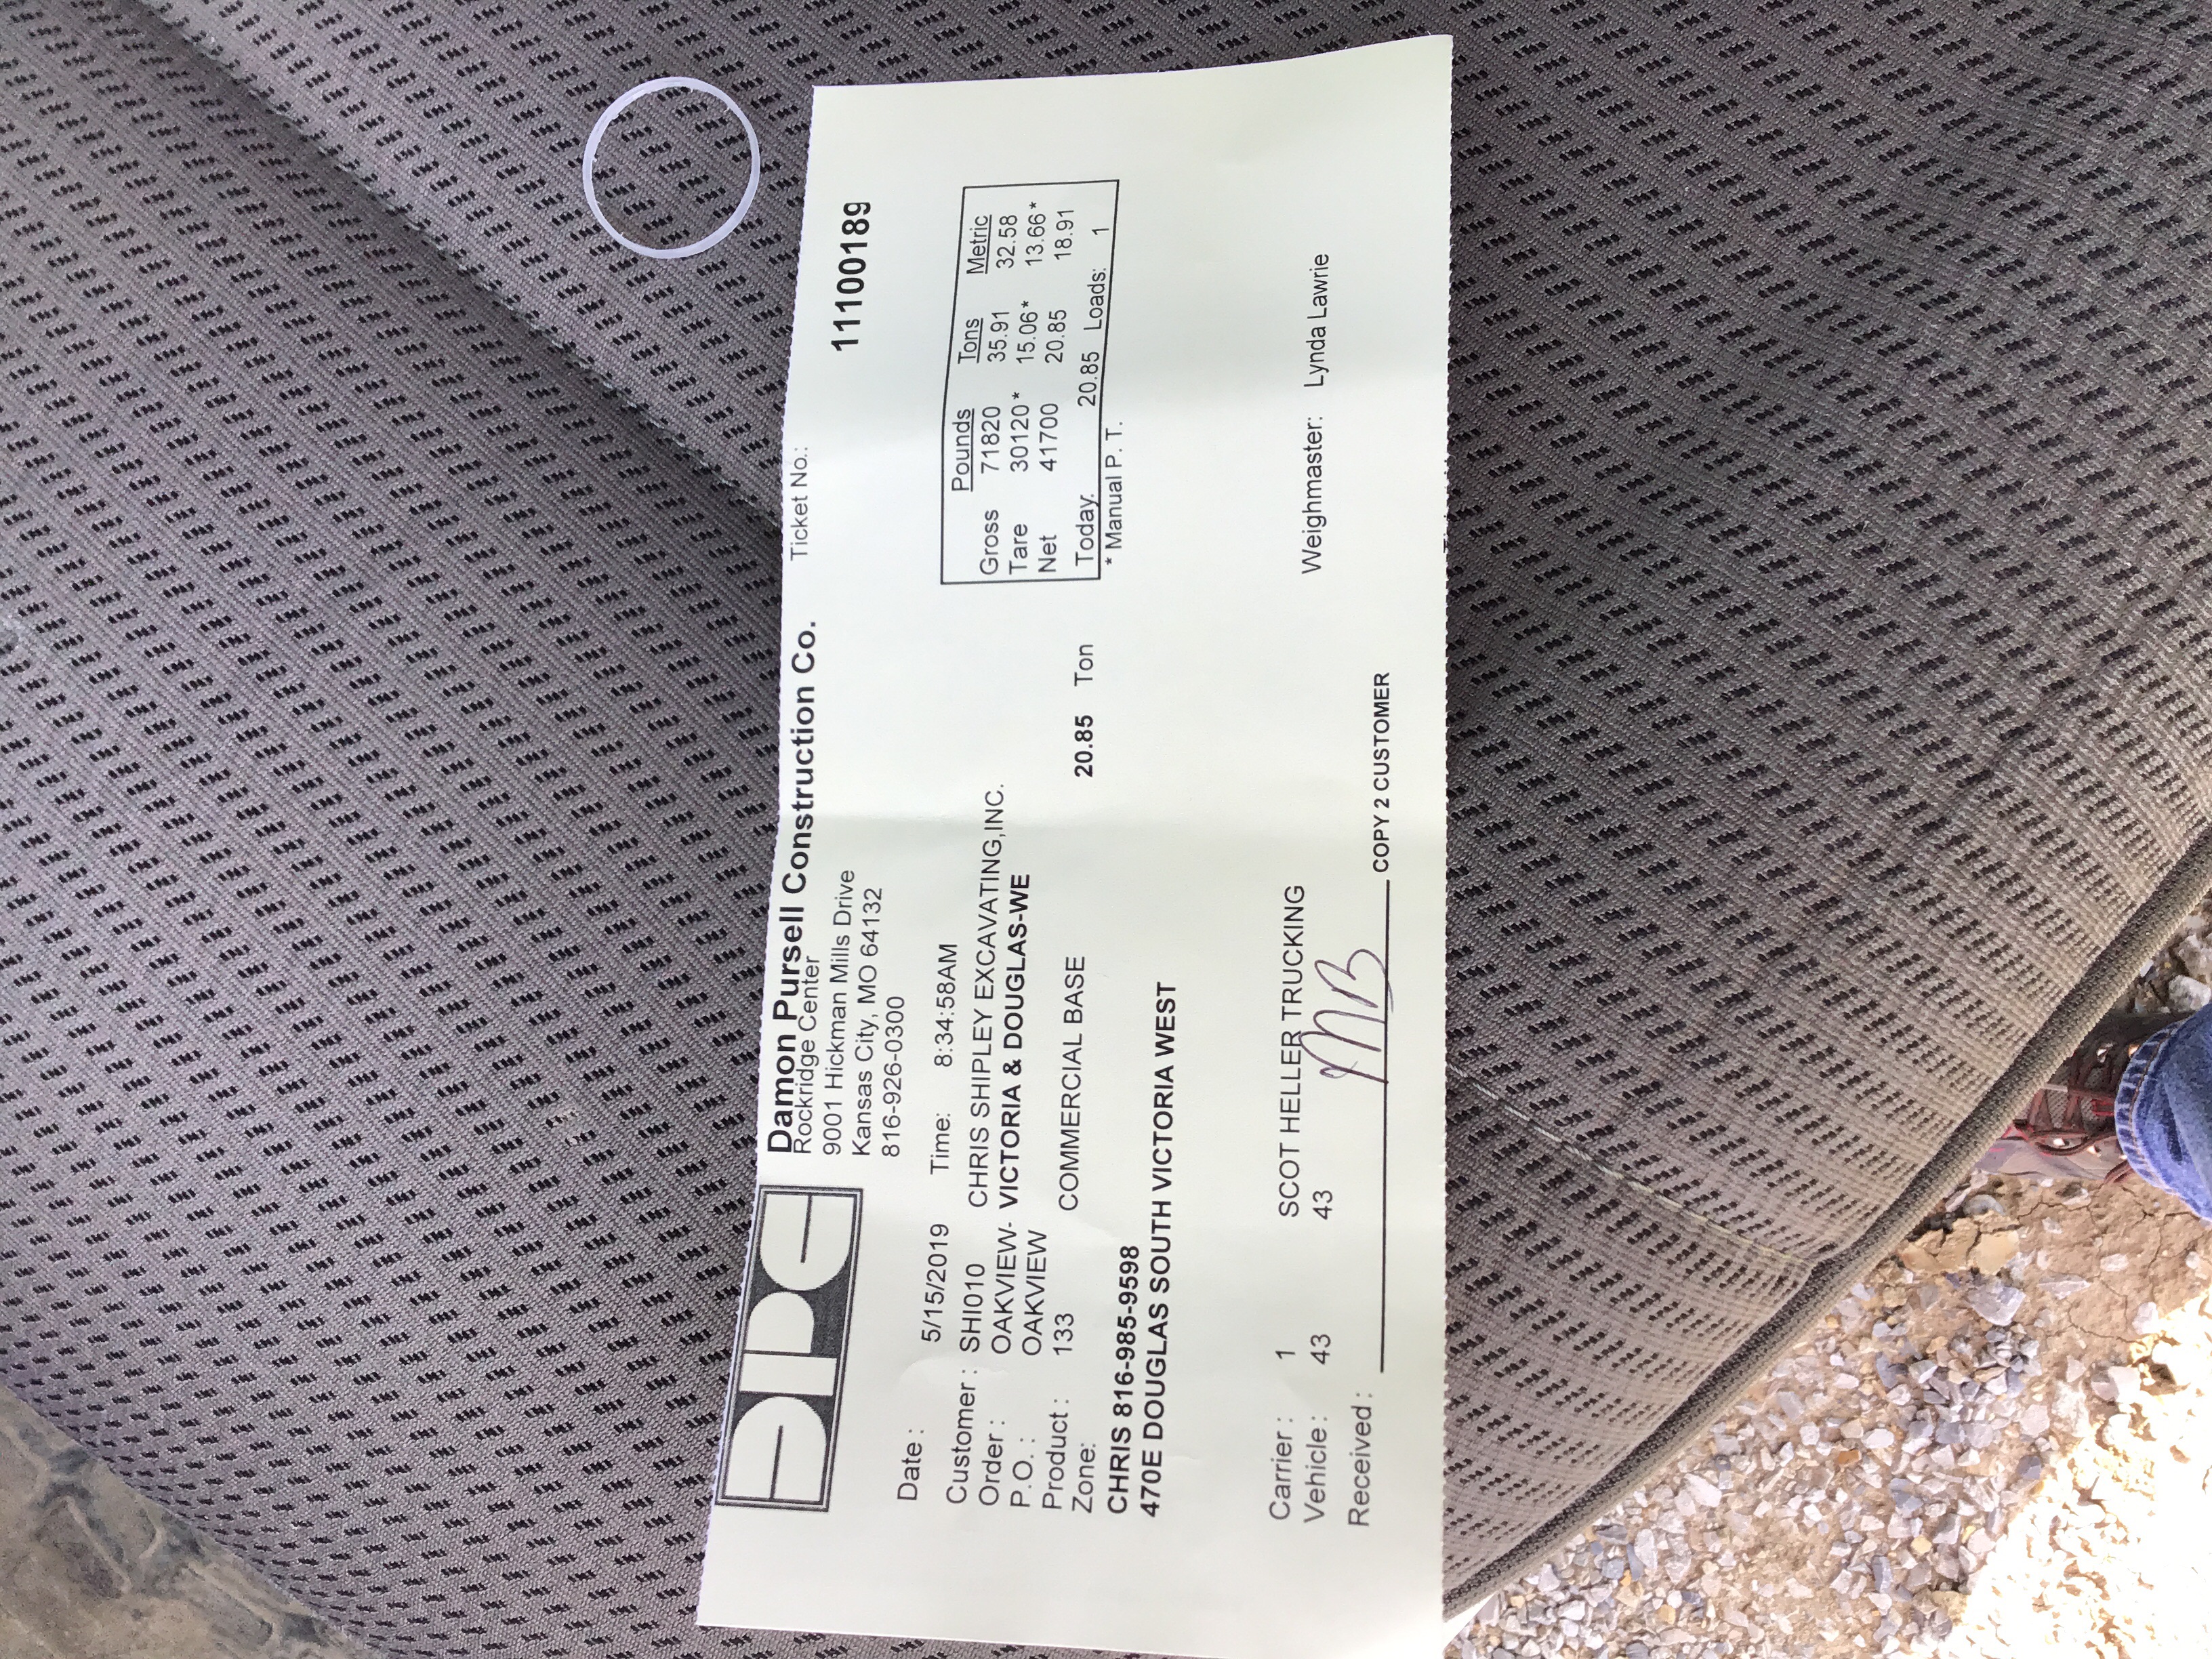 DPC
Damon Pursell Construction Co.
Rockridge Center
9001 Hickman Mills Drive
Kansas City, MO 64132
816-926-0300
Ticket No.: 11100189
Date : 5/15/2019 Time: 8:34:58AM
Customer : SHI010 CHRIS SHIPLEY EXCAVATING,INC.
Order : OAKVIEW- VICTORIA & DOUGLAS-WE
P.O. : OAKVIEW
Product : 133 COMMERCIAL BASE 20.85 Ton
Zone:
CHRIS 816-985-9598
470E DOUGLAS SOUTH VICTORIA WEST
Pounds Tons Metric
Gross 71820 35.91 32.58
Tare 30120* 15.06* 13.66*
Net 41700 20.85 18.91
Today. 20.85 Loads: 1
* Manual P. T.
Carrier : 1 SCOT HELLER TRUCKING
Vehicle : 43 43
Weighmaster: Lynda Lawrie
Received : MB
COPY 2 CUSTOMER